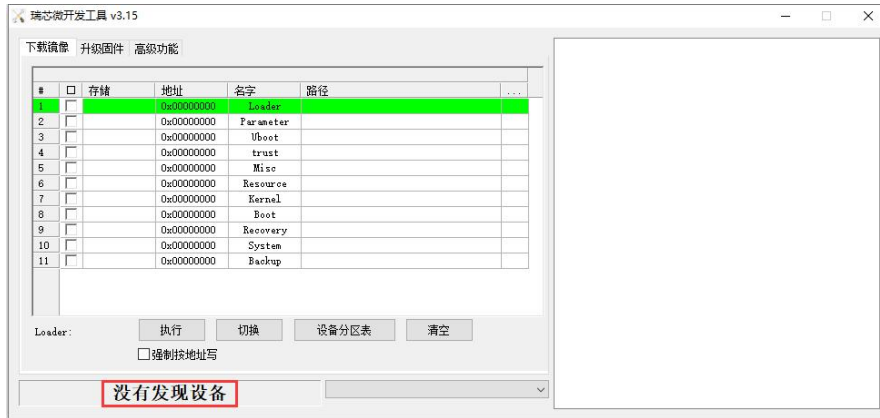 瑞芯微开发工具 v3.15
下载镜像 升级固件 高级功能
# 存储 地址 名字 路径 ...
1 0x00000000 Loader
2 0x00000000 Parameter
3 0x00000000 Uboot
4 0x00000000 trust
5 0x00000000 Misc
6 0x00000000 Resource
7 0x00000000 Kernel
8 0x00000000 Boot
9 0x00000000 Recovery
10 0x00000000 System
11 0x00000000 Backup
Loader: 执行 切换 设备分区表 清空
强制按地址写
没有发现设备